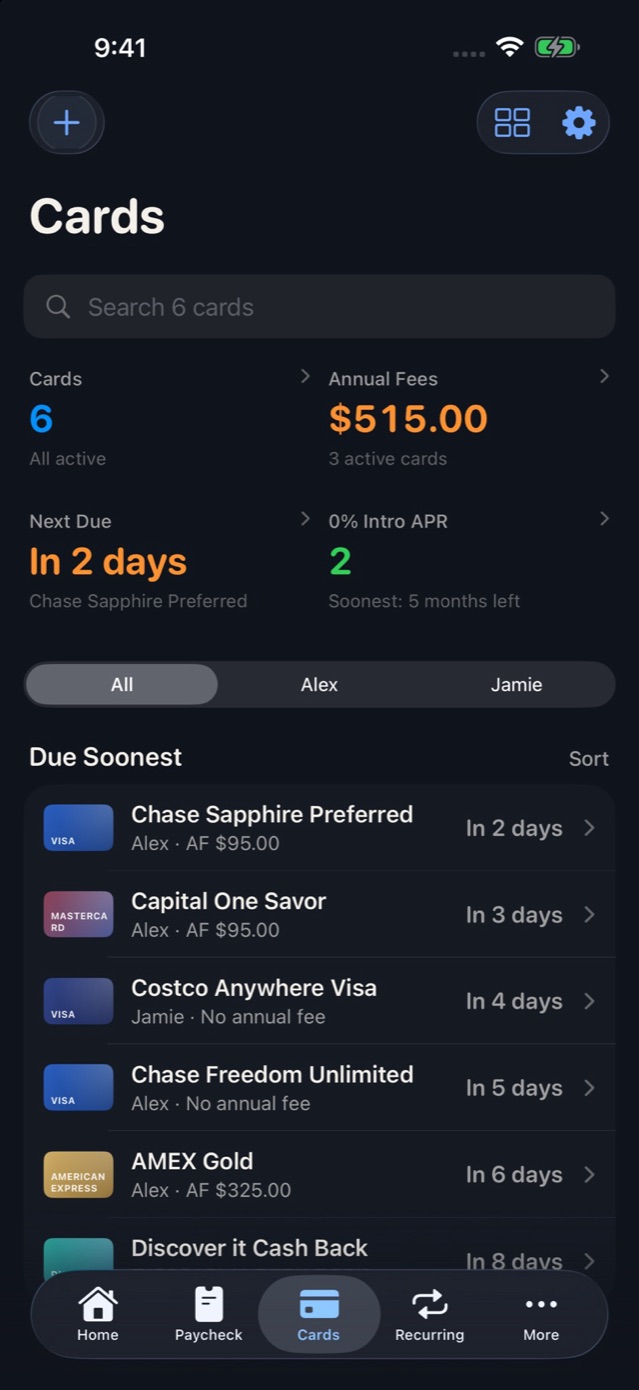 9:41
Cards
Search 6 cards
Cards
6
All active
Annual Fees
$515.00
3 active cards
Next Due
In 2 days
Chase Sapphire Preferred
0% Intro APR
2
Soonest: 5 months left
All
Alex
Jamie
Due Soonest
Sort
VISA
Chase Sapphire Preferred
Alex · AF $95.00
In 2 days
MASTERCA
RD
Capital One Savor
Alex · AF $95.00
In 3 days
VISA
Costco Anywhere Visa
Jamie · No annual fee
In 4 days
VISA
Chase Freedom Unlimited
Alex · No annual fee
In 5 days
AMERICAN
EXPRESS
AMEX Gold
Alex · AF $325.00
In 6 days
Discover it Cash Back
In 8 days
Home
Paycheck
Cards
Recurring
More